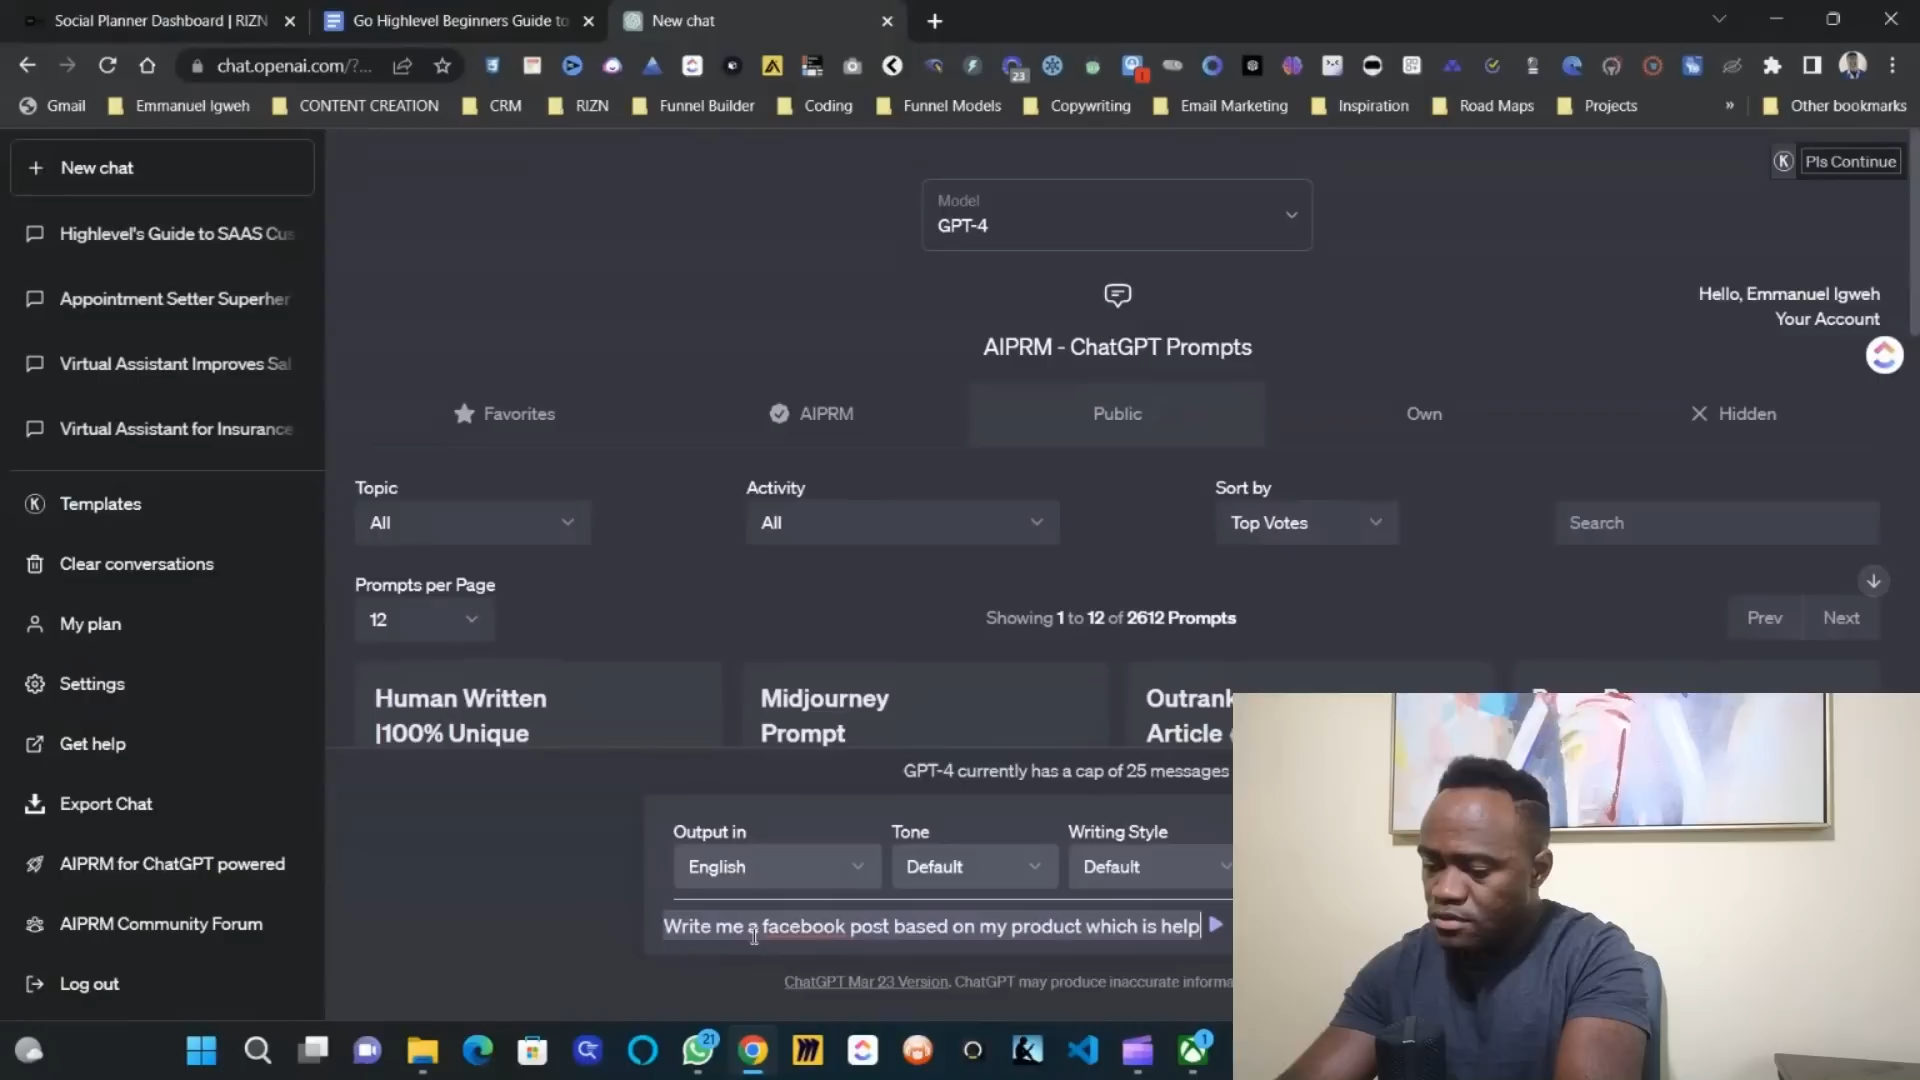 Social Planner Dashboard | RIZN
Go Highlevel Beginners Guide to
New chat
chat.openai.com/?...
23
Gmail
Emmanuel Igweh
CONTENT CREATION
CRM
RIZN
Funnel Builder
Coding
Funnel Models
Copywriting
Email Marketing
Inspiration
Road Maps
Projects
»
Other bookmarks
New chat
Highlevel's Guide to SAAS Cus
Appointment Setter Superher
Virtual Assistant Improves Sal
Virtual Assistant for Insurance
Templates
Clear conversations
My plan
Settings
Get help
Export Chat
AIPRM for ChatGPT powered
AIPRM Community Forum
Log out
Pls Continue
Model
GPT-4
Hello, Emmanuel Igweh
Your Account
AIPRM - ChatGPT Prompts
Favorites
AIPRM
Public
Own
Hidden
Topic
Activity
Sort by
All
All
Top Votes
Search
Prompts per Page
12
Showing 1 to 12 of 2612 Prompts
Prev
Next
Human Written
|100% Unique
Midjourney
Prompt
Outrank
Article
GPT-4 currently has a cap of 25 messages
Output in
Tone
Writing Style
English
Default
Default
Write me a facebook post based on my product which is help
ChatGPT Mar 23 Version. ChatGPT may produce inaccurate informa
21
1